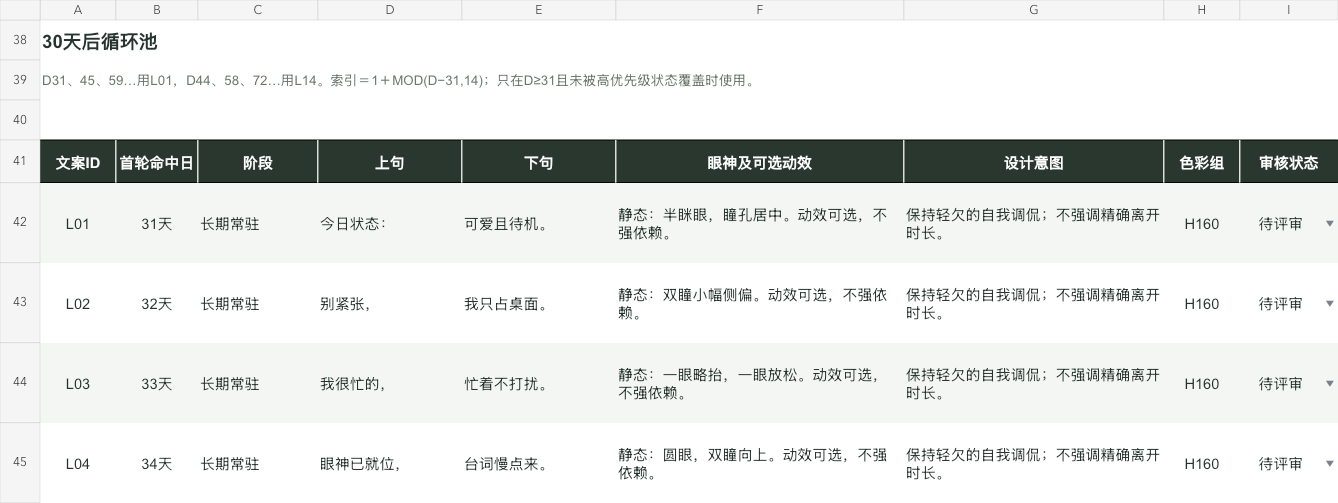 A B C D E F G H I
38 30天后循环池
39 D31、45、59…用L01，D44、58、72…用L14。索引＝1＋MOD(D−31,14)；只在D≥31且未被高优先级状态覆盖时使用。
40
41 文案ID 首轮命中日 阶段 上句 下句 眼神及可选动效 设计意图 色彩组 审核状态
42 L01 31天 长期常驻 今日状态： 可爱且待机。 静态：半眯眼，瞳孔居中。动效可选，不 保持轻欠的自我调侃；不强调精确离开 H160 待评审
强依赖。 时长。
43 L02 32天 长期常驻 别紧张， 我只占桌面。 静态：双瞳小幅侧偏。动效可选，不强依 保持轻欠的自我调侃；不强调精确离开 H160 待评审
赖。 时长。
44 L03 33天 长期常驻 我很忙的， 忙着不打扰。 静态：一眼略抬，一眼放松。动效可选， 保持轻欠的自我调侃；不强调精确离开 H160 待评审
不强依赖。 时长。
45 L04 34天 长期常驻 眼神已就位， 台词慢点来。 静态：圆眼，双瞳向上。动效可选，不强 保持轻欠的自我调侃；不强调精确离开 H160 待评审
依赖。 时长。